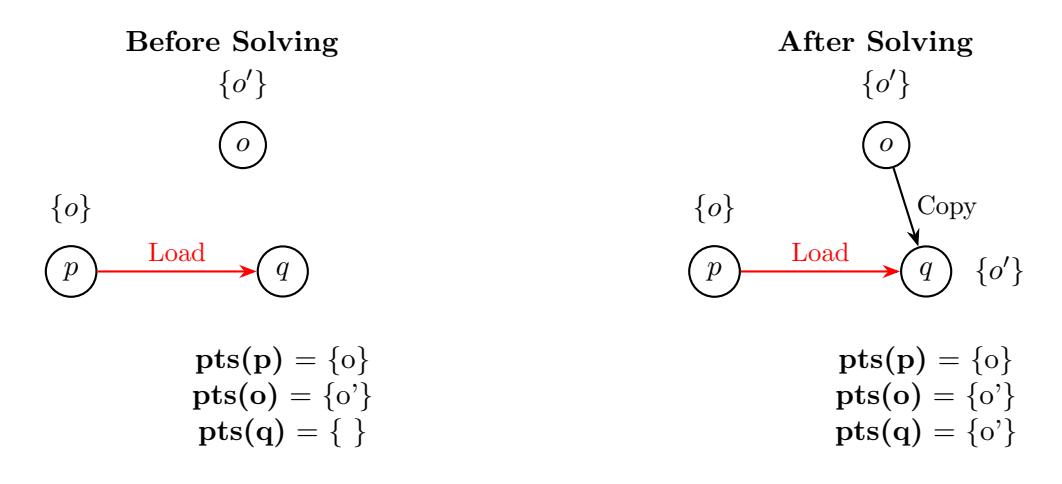 Before Solving
{o′}
o
{o}
p
Load
q
pts(p) = {o}
pts(o) = {o'}
pts(q) = { }
After Solving
{o′}
o
Copy
{o}
p
Load
q
{o′}
pts(p) = {o}
pts(o) = {o'}
pts(q) = {o'}